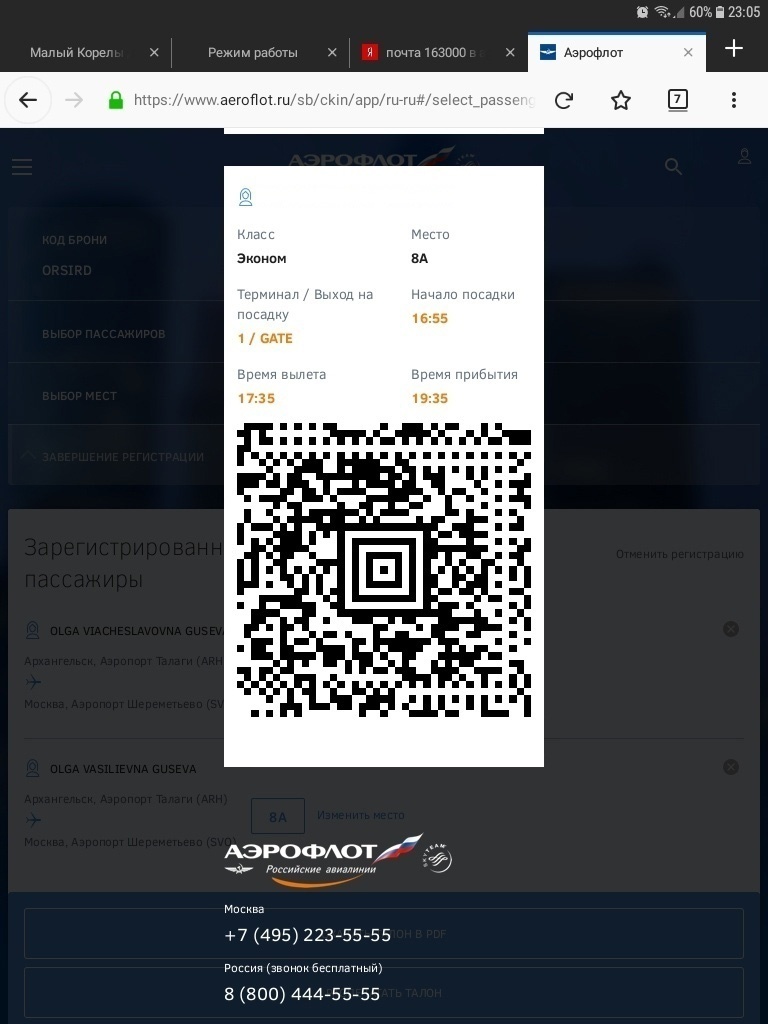 60% 23:05
Малый Корелы
Режим работы
Я почта 163000 в а
Аэрофлот
https://www.aeroflot.ru/sb/ckin/app/ru-ru#/select_passeng
7
АЭРОФЛОТ
КОД БРОНИ
ORSIRD
ВЫБОР ПАССАЖИРОВ
ВЫБОР МЕСТ
ЗАВЕРШЕНИЕ РЕГИСТРАЦИИ
Класс
Место
Эконом
8A
Терминал / Выход на
посадку
Начало посадки
16:55
1 / GATE
Время вылета
Время прибытия
17:35
19:35
Зарегистрированн
пассажиры
Отменить регистрацию
OLGA VIACHESLAVOVNA GUSEVA
Архангельск, Аэропорт Талаги (ARH
Москва, Аэропорт Шереметьево (SV
OLGA VASILIEVNA GUSEVA
Архангельск, Аэропорт Талаги (ARH)
8A
Изменить место
Москва, Аэропорт Шереметьево (SVO)
АЭРОФЛОТ
Российские авиалинии
SKYTEAM
Москва
+7 (495) 223-55-55
ОН В PDF
Россия (звонок бесплатный)
8 (800) 444-55-55
АТЬ ТАЛОН